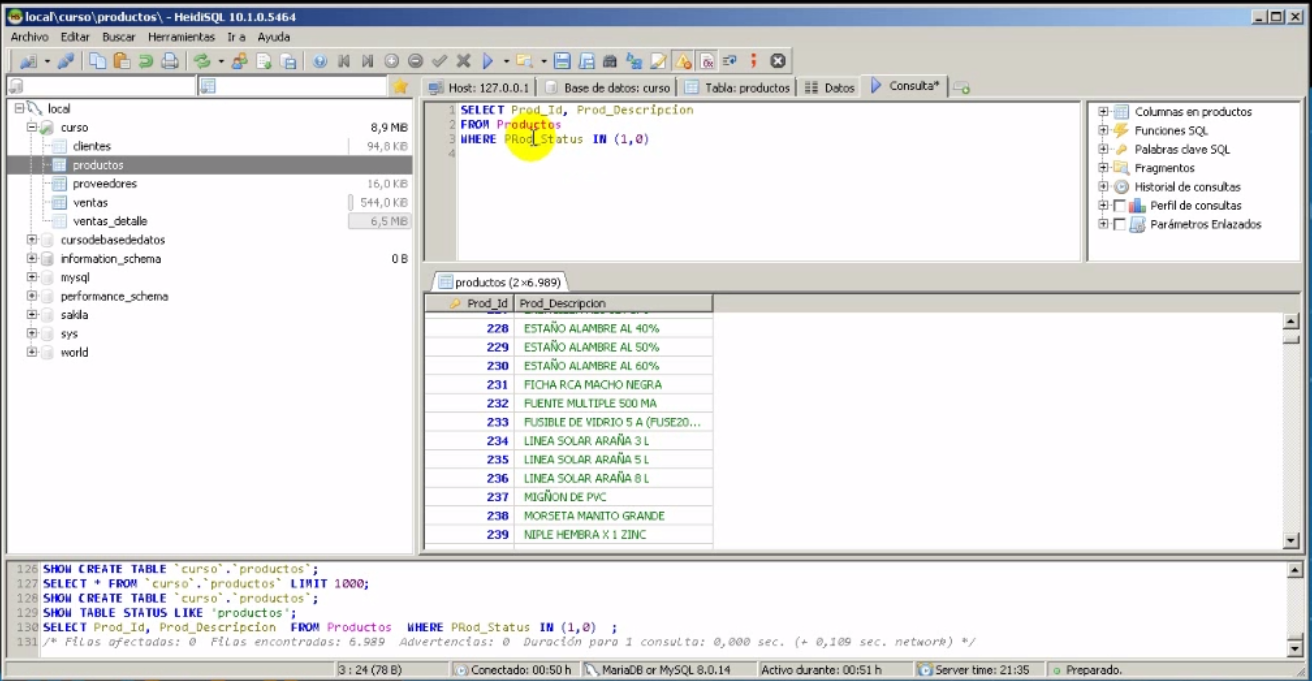 local\curso\productos\ - HeidiSQL 10.1.0.5464
Archivo Editar Buscar Herramientas Ir a Ayuda
Host: 127.0.0.1 Base de datos: curso Tabla: productos Datos Consulta*
local
curso 8,9 MiB
clientes 94,8 KiB
productos
proveedores 16,0 KiB
ventas 544,0 KiB
ventas_detalle 6,5 MiB
cursodebasededatos
information_schema 0 B
mysql
performance_schema
sakila
sys
world
1 SELECT Prod_Id, Prod_Descripcion
2 FROM Productos
3 WHERE PRod_Status IN (1,0)
4
Columnas en productos
Funciones SQL
Palabras clave SQL
Fragmentos
Historial de consultas
Perfil de consultas
Parámetros Enlazados
productos (2×6.989)
Prod_Id Prod_Descripcion
228 ESTAÑO ALAMBRE AL 40%
229 ESTAÑO ALAMBRE AL 50%
230 ESTAÑO ALAMBRE AL 60%
231 FICHA RCA MACHO NEGRA
232 FUENTE MULTIPLE 500 MA
233 FUSIBLE DE VIDRIO 5 A (FUSE20...
234 LINEA SOLAR ARAÑA 3 L
235 LINEA SOLAR ARAÑA 5 L
236 LINEA SOLAR ARAÑA 8 L
237 MIGÑON DE PVC
238 MORSETA MANITO GRANDE
239 NIPLE HEMBRA X 1 ZINC
126 SHOW CREATE TABLE `curso`.`productos`;
127 SELECT * FROM `curso`.`productos` LIMIT 1000;
128 SHOW CREATE TABLE `curso`.`productos`;
129 SHOW TABLE STATUS LIKE 'productos';
130 SELECT Prod_Id, Prod_Descripcion FROM Productos WHERE PRod_Status IN (1,0) ;
131 /* Filas afectadas: 0 Filas encontradas: 6.989 Advertencias: 0 Duración para 1 consulta: 0,000 sec. (+ 0,109 sec. network) */
3 : 24 (78 B) Conectado: 00:50 h MariaDB or MySQL 8.0.14 Activo durante: 00:51 h Server time: 21:35 Preparado.